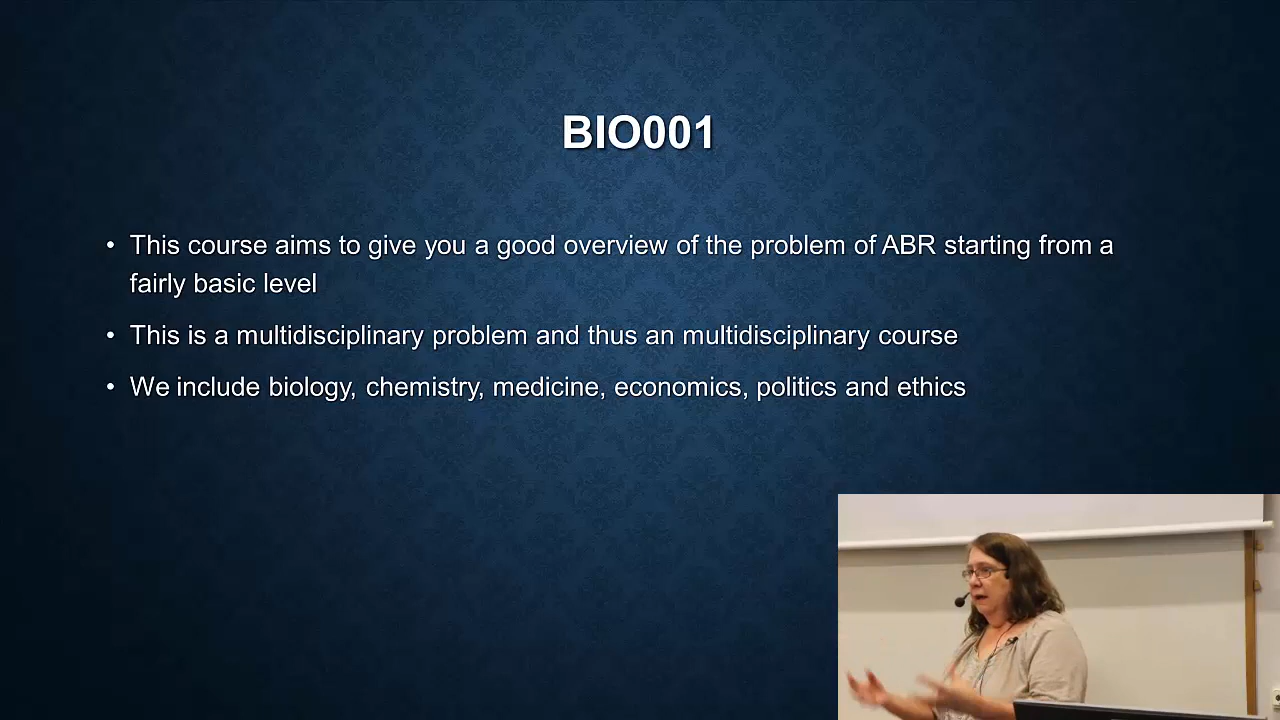 BIO001
• This course aims to give you a good overview of the problem of ABR starting from a
fairly basic level
• This is a multidisciplinary problem and thus an multidisciplinary course
• We include biology, chemistry, medicine, economics, politics and ethics